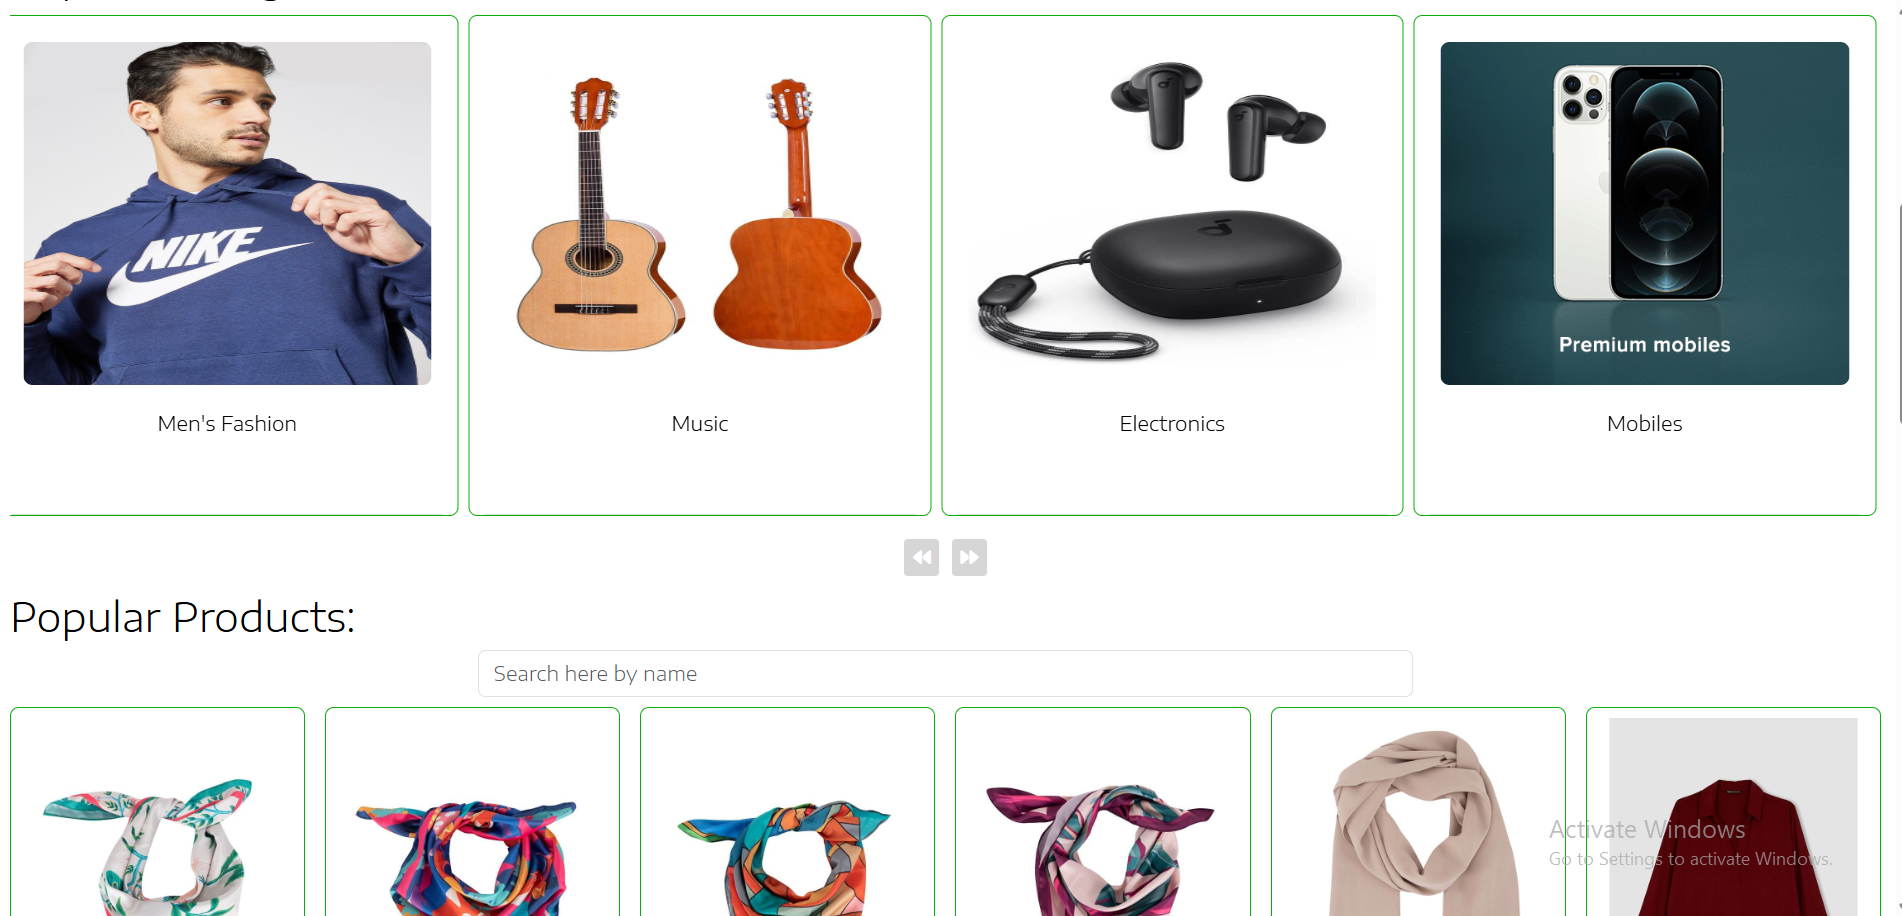 NIKE
Premium mobiles
Men's Fashion
Music
Electronics
Mobiles
Popular Products:
Search here by name
Activate Windows
Go to Settings to activate Windows.